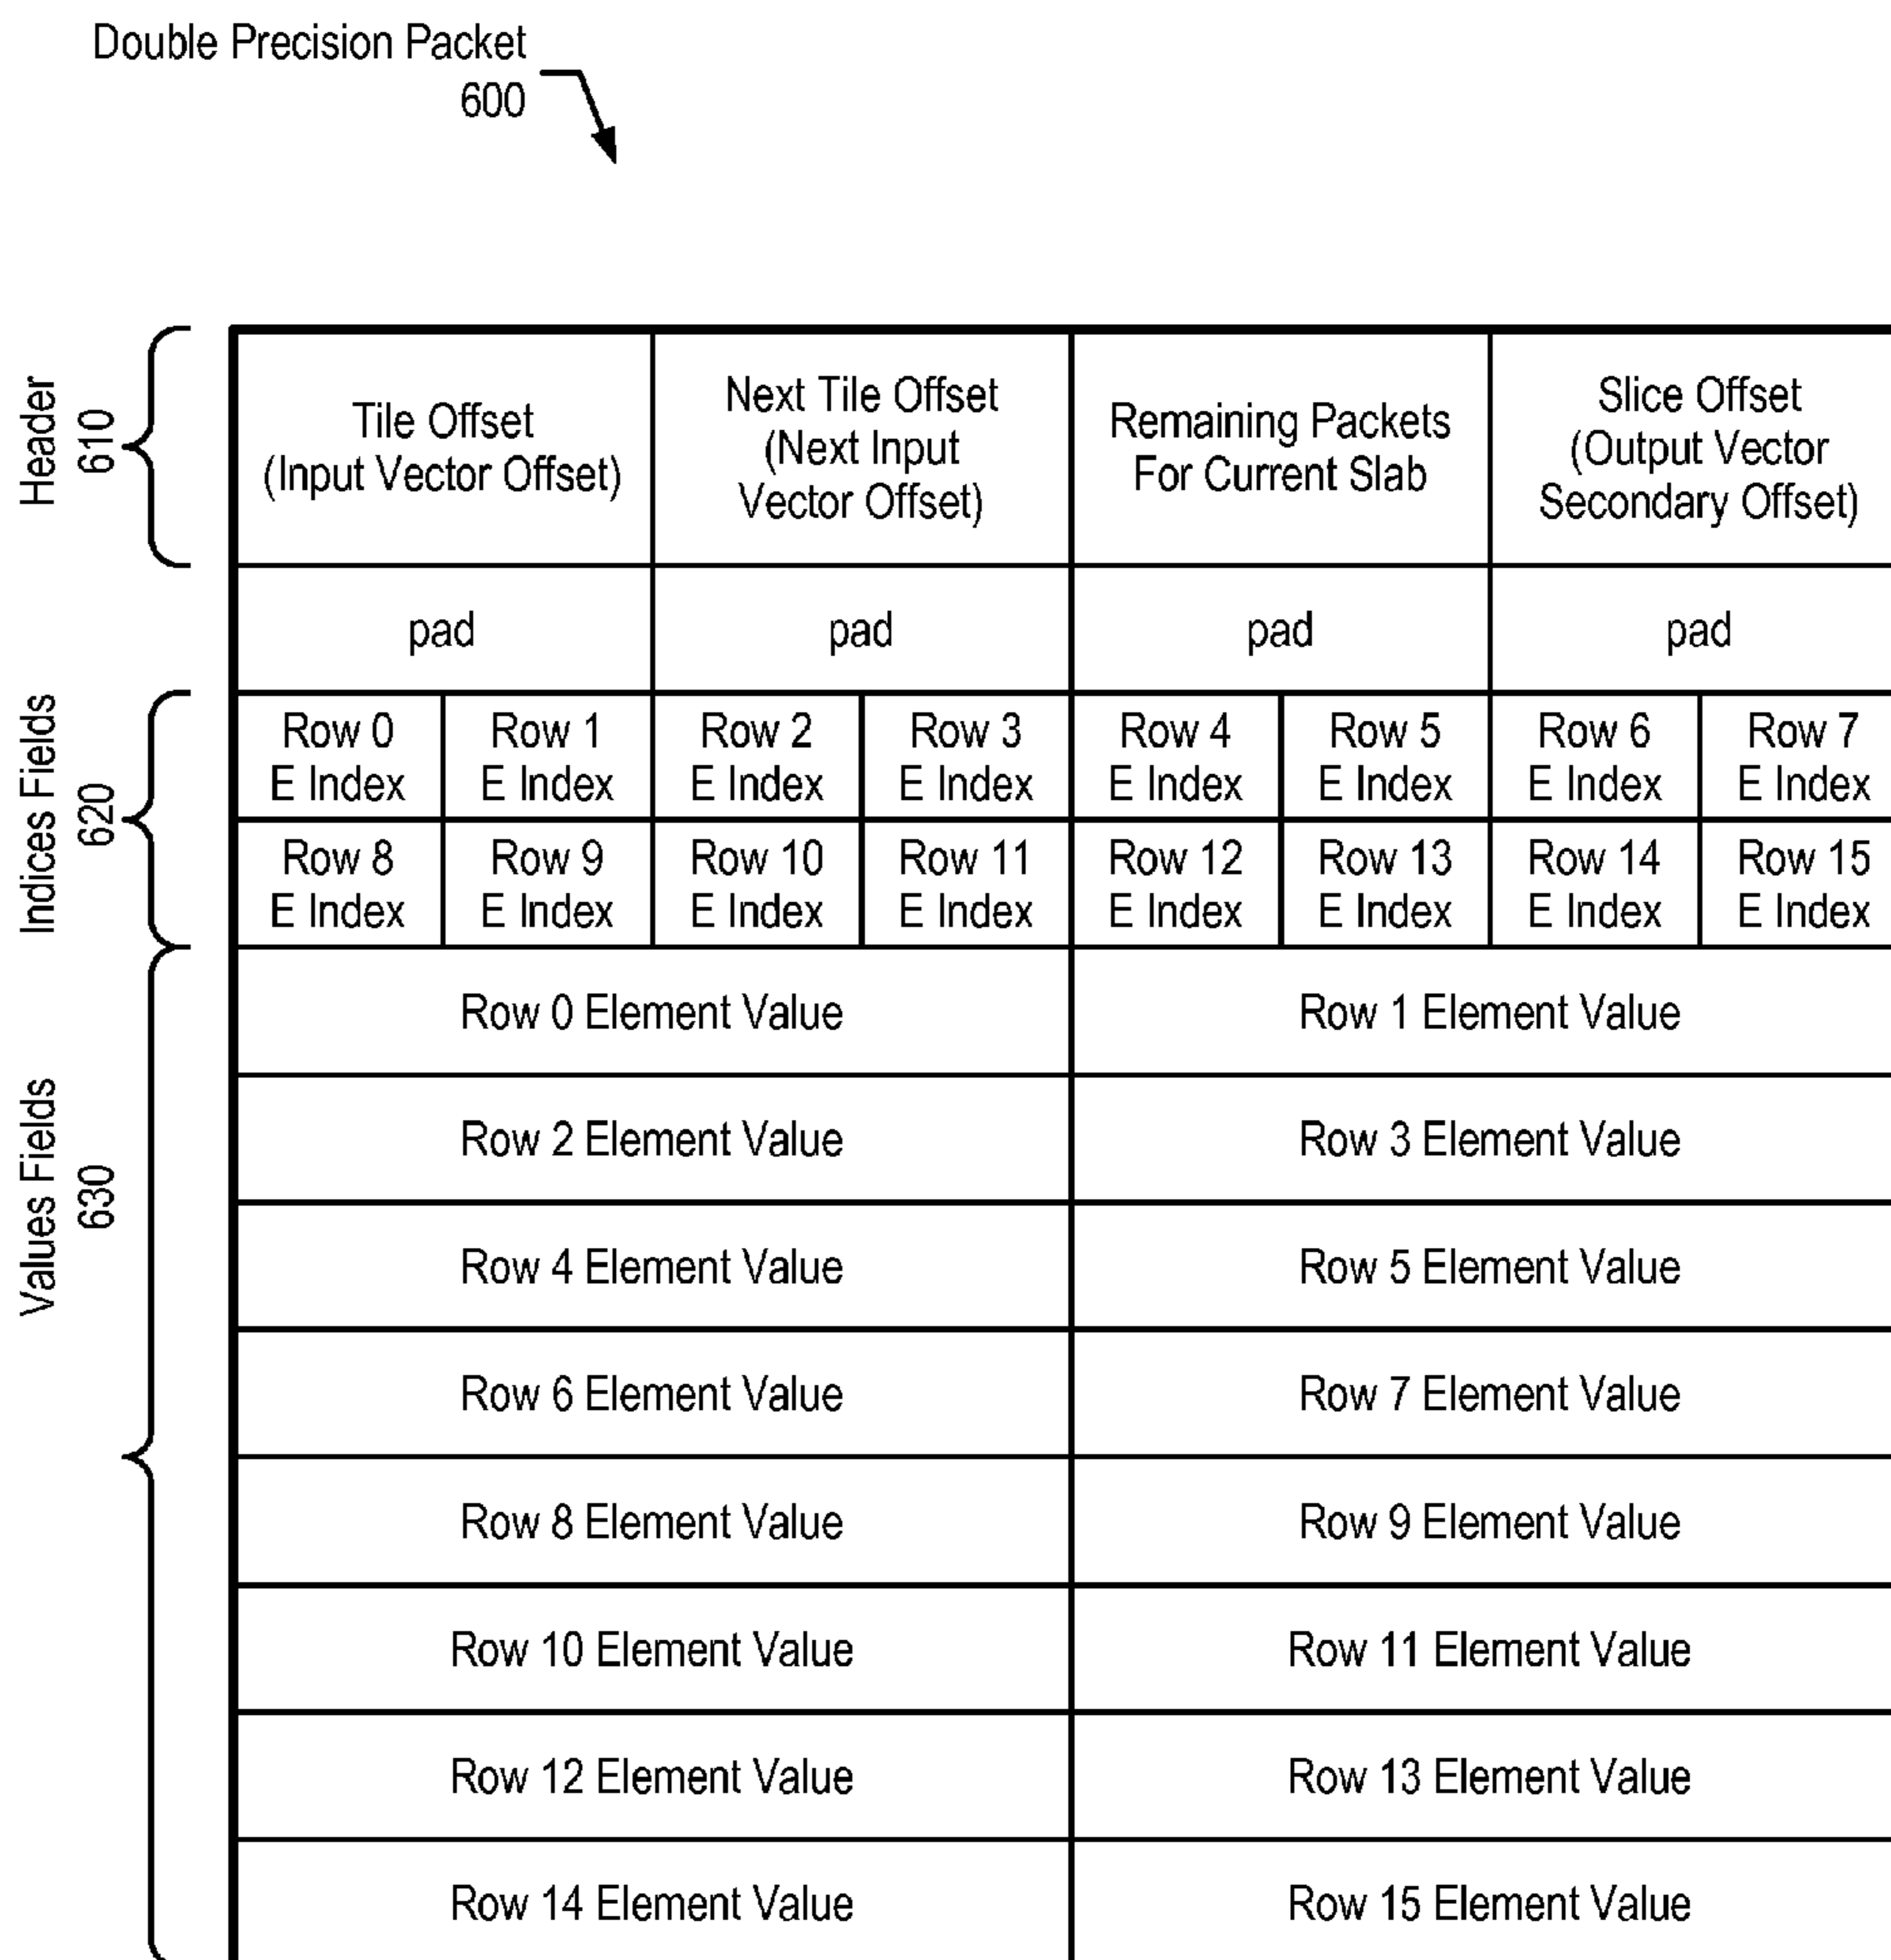 Double Precision Packet
600
Header
610
Tile Offset
(Input Vector Offset)
Next Tile Offset
(Next Input
Vector Offset)
Remaining Packets
For Current Slab
Slice Offset
(Output Vector
Secondary Offset)
pad
pad
pad
pad
Indices Fields
620
Row 0
E Index
Row 1
E Index
Row 2
E Index
Row 3
E Index
Row 4
E Index
Row 5
E Index
Row 6
E Index
Row 7
E Index
Row 8
E Index
Row 9
E Index
Row 10
E Index
Row 11
E Index
Row 12
E Index
Row 13
E Index
Row 14
E Index
Row 15
E Index
Values Fields
630
Row 0 Element Value
Row 1 Element Value
Row 2 Element Value
Row 3 Element Value
Row 4 Element Value
Row 5 Element Value
Row 6 Element Value
Row 7 Element Value
Row 8 Element Value
Row 9 Element Value
Row 10 Element Value
Row 11 Element Value
Row 12 Element Value
Row 13 Element Value
Row 14 Element Value
Row 15 Element Value